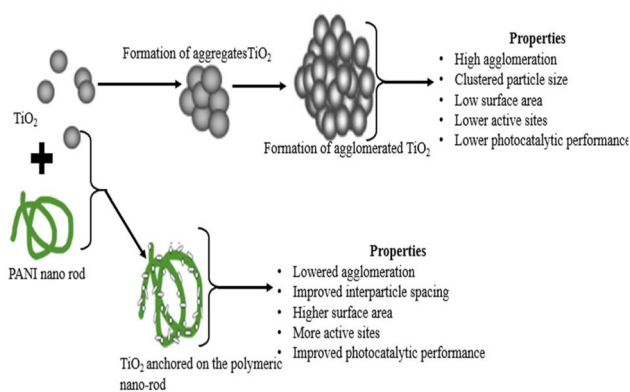 Formation of aggregatesTiO2
TiO2
PANI nano rod
Formation of agglomerated TiO2
Properties
• High agglomeration
• Clustered particle size
• Low surface area
• Lower active sites
• Lower photocatalytic performance
TiO2 anchored on the polymeric
nano-rod
Properties
• Lowered agglomeration
• Improved interparticle spacing
• Higher surface area
• More active sites
• Improved photocatalytic performance